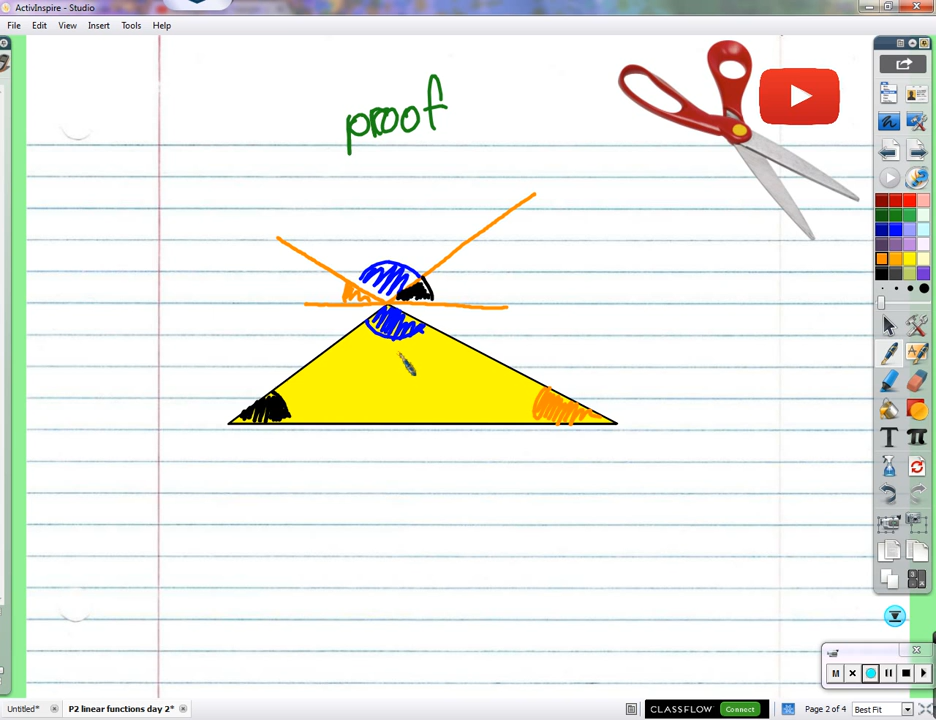 ActivInspire - Studio
File Edit View Insert Tools Help
proof
T π
M
Untitled* P2 linear functions day 2* CLASSFLOW Connect Page 2 of 4 Best Fit